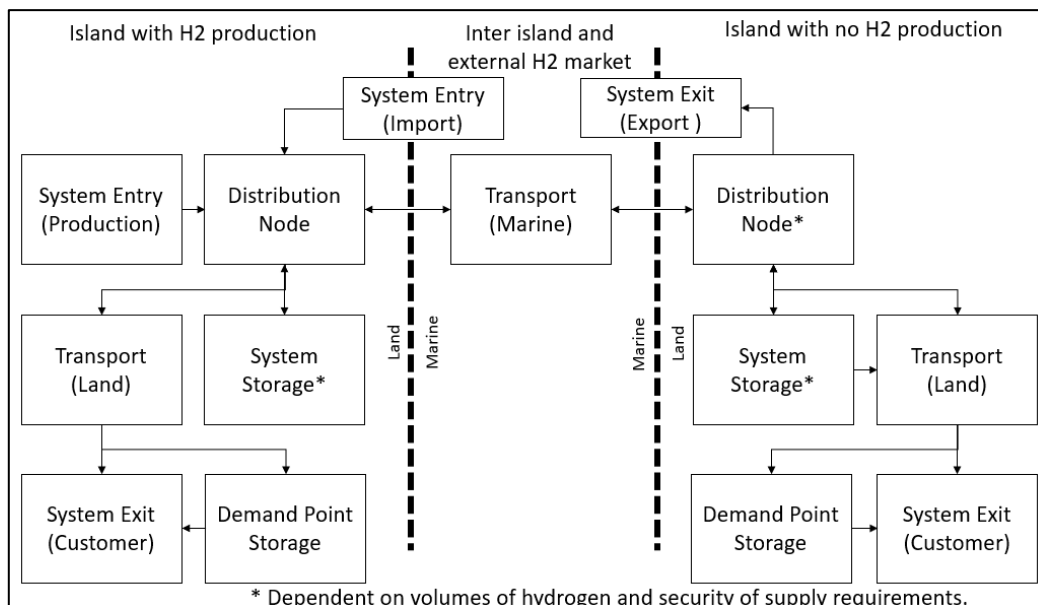 Island with H2 production
Inter island and
external H2 market
Island with no H2 production
System Entry
(Import)
System Exit
(Export )
System Entry
(Production)
Distribution
Node
Transport
(Marine)
Distribution
Node*
Land
Marine
Marine
Land
Transport
(Land)
System
Storage*
System
Storage*
Transport
(Land)
System Exit
(Customer)
Demand Point
Storage
Demand Point
Storage
System Exit
(Customer)
* Dependent on volumes of hydrogen and security of supply requirements.